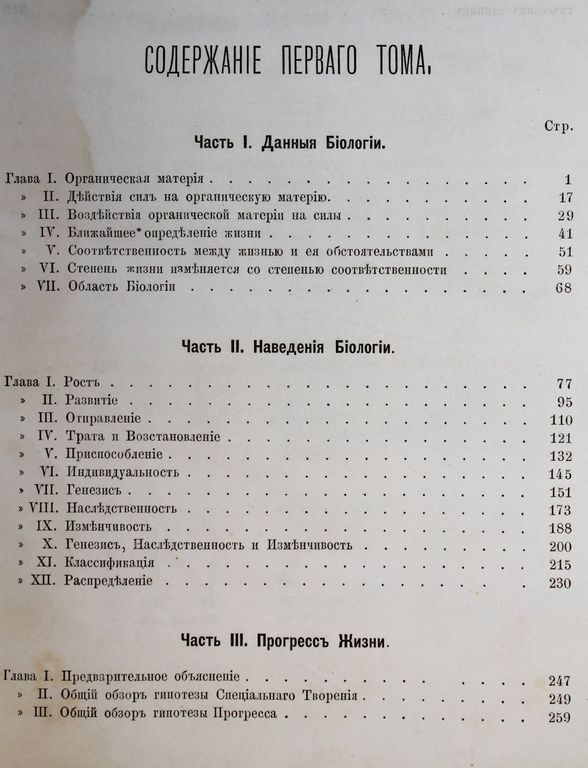 СОДЕРЖАНІЕ ПЕРВАГО ТОМА.
Стр.
Часть I. Данныя Біологіи.
Глава I. Органическая матерія . . . . . . . . . . . . . . . . 1
» II. Дѣйствія силъ на органическую матерію. . . . . . . . . . 17
» III. Воздѣйствія органической матеріи на силы . . . . . . . . . 29
» IV. Ближайшее опредѣленіе жизни . . . . . . . . . . . . . 41
» V. Соотвѣтственность между жизнью и ея обстоятельствами . . . . . 51
» VI. Степень жизни измѣняется со степенью соотвѣтственности . . . . 59
» VII. Область Біологіи . . . . . . . . . . . . . . . . 68
Часть II. Наведенія Біологіи.
Глава I. Ростъ . . . . . . . . . . . . . . . . . . . . 77
» II. Развитіе . . . . . . . . . . . . . . . . . . . 95
» III. Отправленіе . . . . . . . . . . . . . . . . . . 110
» IV. Трата и Возстановленіе . . . . . . . . . . . . . . 121
» V. Приспособленіе . . . . . . . . . . . . . . . . . 132
» VI. Индивидуальность . . . . . . . . . . . . . . . . 145
» VII. Генезисъ . . . . . . . . . . . . . . . . . . . 151
» VIII. Наслѣдственность . . . . . . . . . . . . . . . . 173
» IX. Измѣнчивость . . . . . . . . . . . . . . . . . 188
» X. Генезисъ, Наслѣдственность и Измѣнчивость . . . . . . . . 200
» XI. Классификація . . . . . . . . . . . . . . . . . 215
» XII. Распредѣленіе . . . . . . . . . . . . . . . . . 230
Часть III. Прогрессъ Жизни.
Глава I. Предварительное объясненіе . . . . . . . . . . . . . 247
» II. Общій обзоръ гипотезы Спеціальнаго Творенія . . . . . . . . 249
» III. Общій обзоръ гипотезы Прогресса . . . . . . . . . . . 259